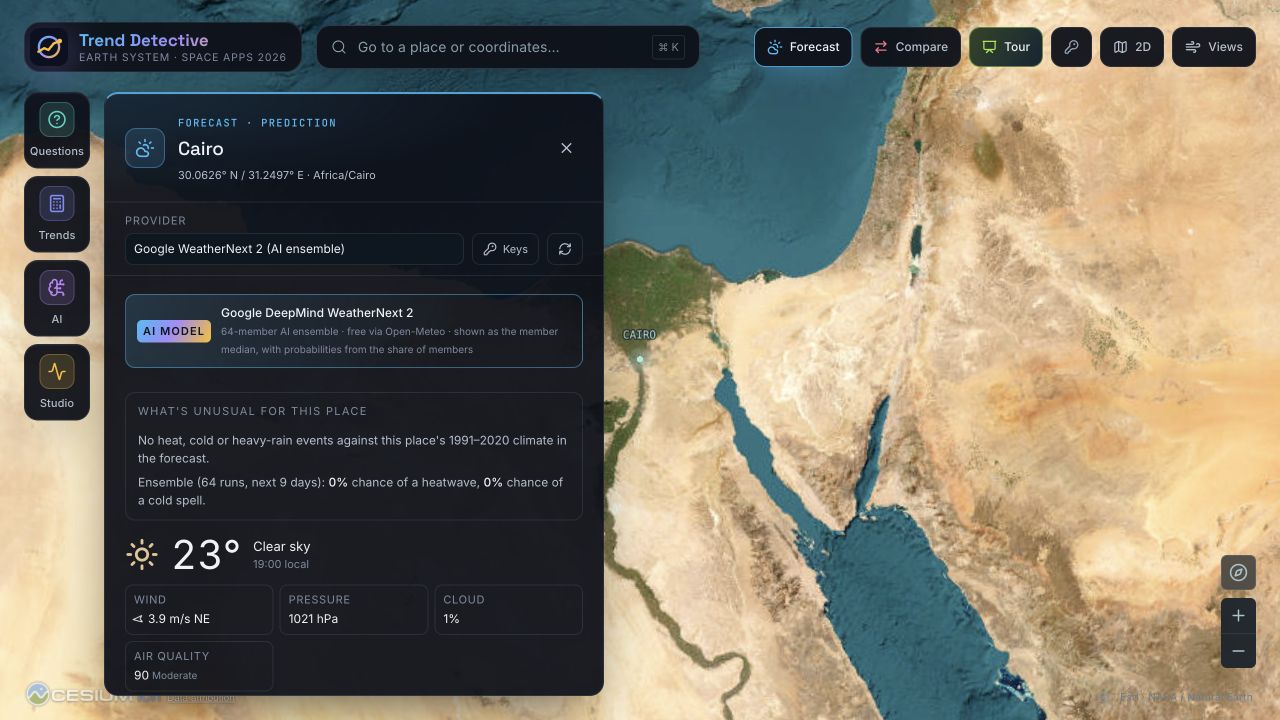 Trend Detective
EARTH SYSTEM · SPACE APPS 2026
Go to a place or coordinates...
⌘ K
Forecast
Compare
Tour
2D
Views
Questions
Trends
AI
Studio
FORECAST · PREDICTION
Cairo
30.0626° N / 31.2497° E · Africa/Cairo
PROVIDER
Google WeatherNext 2 (AI ensemble)
Keys
AI MODEL
Google DeepMind WeatherNext 2
64-member AI ensemble · free via Open-Meteo · shown as the member
median, with probabilities from the share of members
WHAT'S UNUSUAL FOR THIS PLACE
No heat, cold or heavy-rain events against this place's 1991–2020 climate in
the forecast.
Ensemble (64 runs, next 9 days): 0% chance of a heatwave, 0% chance of
a cold spell.
23°
Clear sky
19:00 local
WIND
3.9 m/s NE
PRESSURE
1021 hPa
CLOUD
1%
AIR QUALITY
90 Moderate
CAIRO
CESIUM
Data attribution